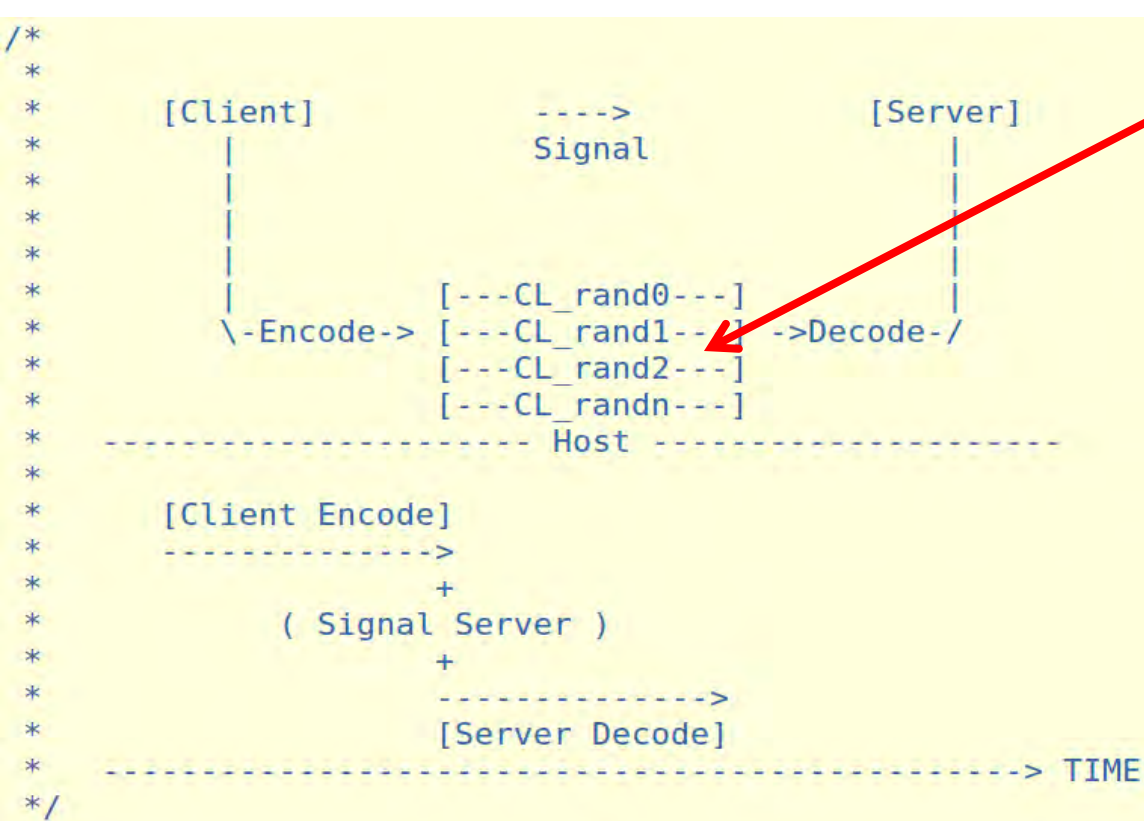 /*
 *
 *       [Client]            ---->             [Server]
 *          |                Signal                |
 *          |                                      |
 *          |                                      |
 *          |                                      |
 *          |           [---CL_rand0---]           |
 *          \-Encode-> [---CL_rand1---] ->Decode-/
 *                      [---CL_rand2---]
 *                      [---CL_randn---]
 *    ----------------------- Host ----------------------
 *
 *       [Client Encode]
 *       -------------->
 *                      +
 *             ( Signal Server )
 *                      +
 *                      -------------->
 *                      [Server Decode]
 *    -------------------------------------------------> TIME
 */